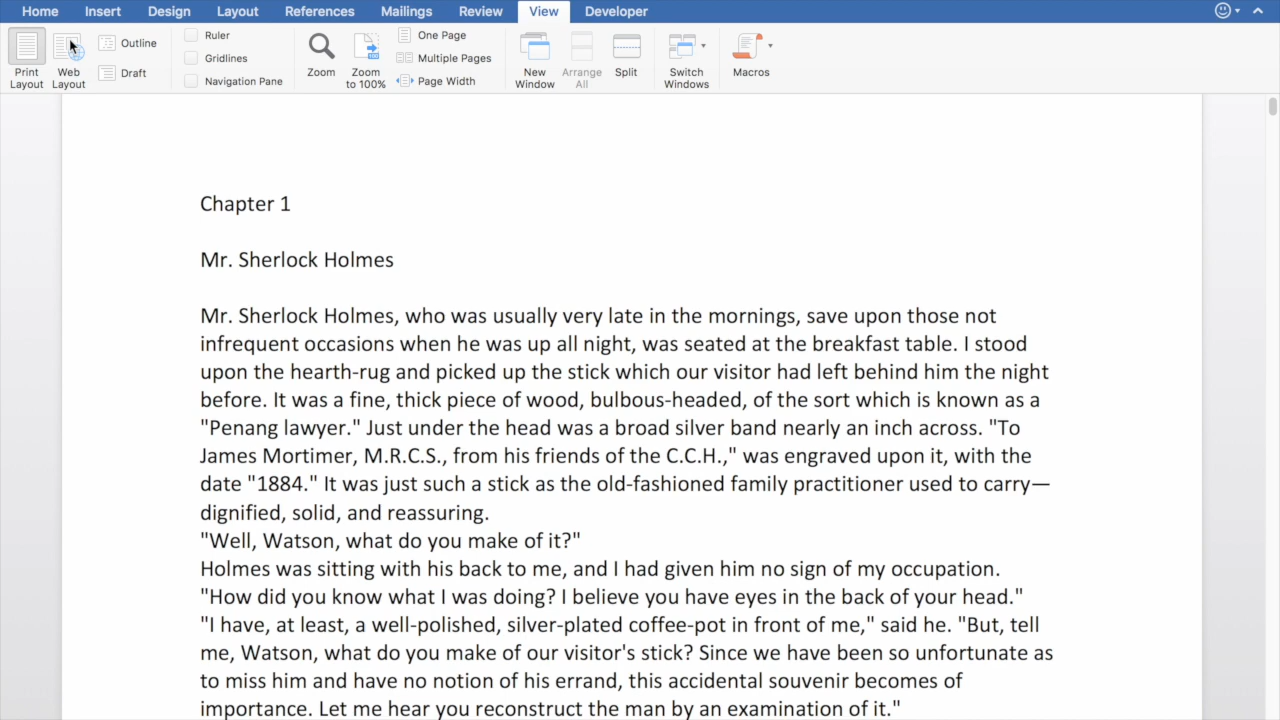 Home Insert Design Layout References Mailings Review View Developer
Print Layout
Web Layout
Outline
Draft
Ruler
Gridlines
Navigation Pane
Zoom
Zoom to 100%
One Page
Multiple Pages
Page Width
New Window
Arrange All
Split
Switch Windows
Macros
Chapter 1
Mr. Sherlock Holmes
Mr. Sherlock Holmes, who was usually very late in the mornings, save upon those not
infrequent occasions when he was up all night, was seated at the breakfast table. I stood
upon the hearth-rug and picked up the stick which our visitor had left behind him the night
before. It was a fine, thick piece of wood, bulbous-headed, of the sort which is known as a
"Penang lawyer." Just under the head was a broad silver band nearly an inch across. "To
James Mortimer, M.R.C.S., from his friends of the C.C.H.," was engraved upon it, with the
date "1884." It was just such a stick as the old-fashioned family practitioner used to carry—
dignified, solid, and reassuring.
"Well, Watson, what do you make of it?"
Holmes was sitting with his back to me, and I had given him no sign of my occupation.
"How did you know what I was doing? I believe you have eyes in the back of your head."
"I have, at least, a well-polished, silver-plated coffee-pot in front of me," said he. "But, tell
me, Watson, what do you make of our visitor's stick? Since we have been so unfortunate as
to miss him and have no notion of his errand, this accidental souvenir becomes of
importance. Let me hear you reconstruct the man by an examination of it."